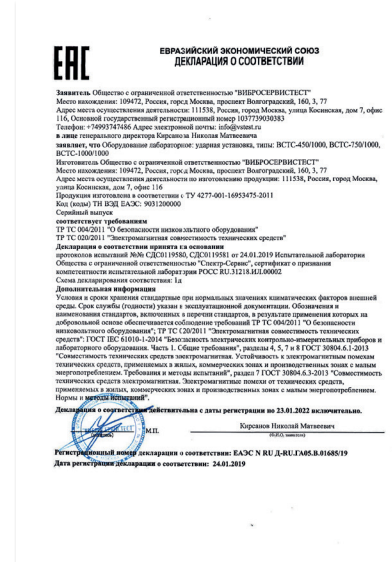 ЕАС
ЕВРАЗИЙСКИЙ ЭКОНОМИЧЕСКИЙ СОЮЗ
ДЕКЛАРАЦИЯ О СООТВЕТСТВИИ
Заявитель Общество с ограниченной ответственностью "ВИБРОСЕРВИСТЕСТ"
Место нахождения: 109472, Россия, город Москва, проспект Волгоградский, 160, 3, 77
Адрес места осуществления деятельности: 111538, Россия, город Москва, улица Косинская, дом 7, офис
116, Основной государственный регистрационный номер 1037739030383
Телефон: +74993747486 Адрес электронной почты: info@vstest.ru
в лице генерального директора Кирсанова Николая Матвеевича
заявляет, что Оборудование лабораторное: ударная установка, типы: ВСТС-450/1000, ВСТС-750/1000,
ВСТС-1000/1000
Изготовитель Общество с ограниченной ответственностью "ВИБРОСЕРВИСТЕСТ"
Место нахождения: 109472, Россия, город Москва, проспект Волгоградский, 160, 3, 77
Адрес места осуществления деятельности по изготовлению продукции: 111538, Россия, город Москва,
улица Косинская, дом 7, офис 116
Продукция изготовлена в соответствии с ТУ 4277-001-16953475-2011
Код (коды) ТН ВЭД ЕАЭС: 9031200000
Серийный выпуск
соответствует требованиям
ТР ТС 004/2011 "О безопасности низковольтного оборудования"
ТР ТС 020/2011 "Электромагнитная совместимость технических средств"
Декларация о соответствии принята на основании
протоколов испытаний №№ СДС0119580, СДС0119581 от 24.01.2019 Испытательной лаборатории
Общества с ограниченной ответственностью "Спектр-Сервис", сертификат о признании
компетентности испытательной лаборатории РОСС RU.31218.ИЛ.00002
Схема декларирования соответствия: 1д
Дополнительная информация
Условия и сроки хранения стандартные при нормальных значениях климатических факторов внешней
среды. Срок службы (годности) указан в эксплуатационной документации. Обозначения и
наименования стандартов, включенных в перечни стандартов, в результате применения которых на
добровольной основе обеспечивается соблюдение требований ТР ТС 004/2011 "О безопасности
низковольтного оборудования"; ТР ТС 020/2011 "Электромагнитная совместимость технических
средств": ГОСТ IEC 61010-1-2014 "Безопасность электрических контрольно-измерительных приборов и
лабораторного оборудования. Часть 1. Общие требования", разделы 4, 5, 7 и 8 ГОСТ 30804.6.1-2013
"Совместимость технических средств электромагнитная. Устойчивость к электромагнитным помехам
технических средств, применяемых в жилых, коммерческих зонах и производственных зонах с малым
энергопотреблением. Требования и методы испытаний", раздел 7 ГОСТ 30804.6.3-2013 "Совместимость
технических средств электромагнитная. Электромагнитные помехи от технических средств,
применяемых в жилых, коммерческих зонах и производственных зонах с малым энергопотреблением.
Нормы и методы испытаний".
Декларация о соответствии действительна с даты регистрации по 23.01.2022 включительно.
М.П.
Кирсанов Николай Матвеевич
(Ф.И.О. заявителя)
Регистрационный номер декларации о соответствии: ЕАЭС N RU Д-RU.ГА05.В.01685/19
Дата регистрации декларации о соответствии: 24.01.2019